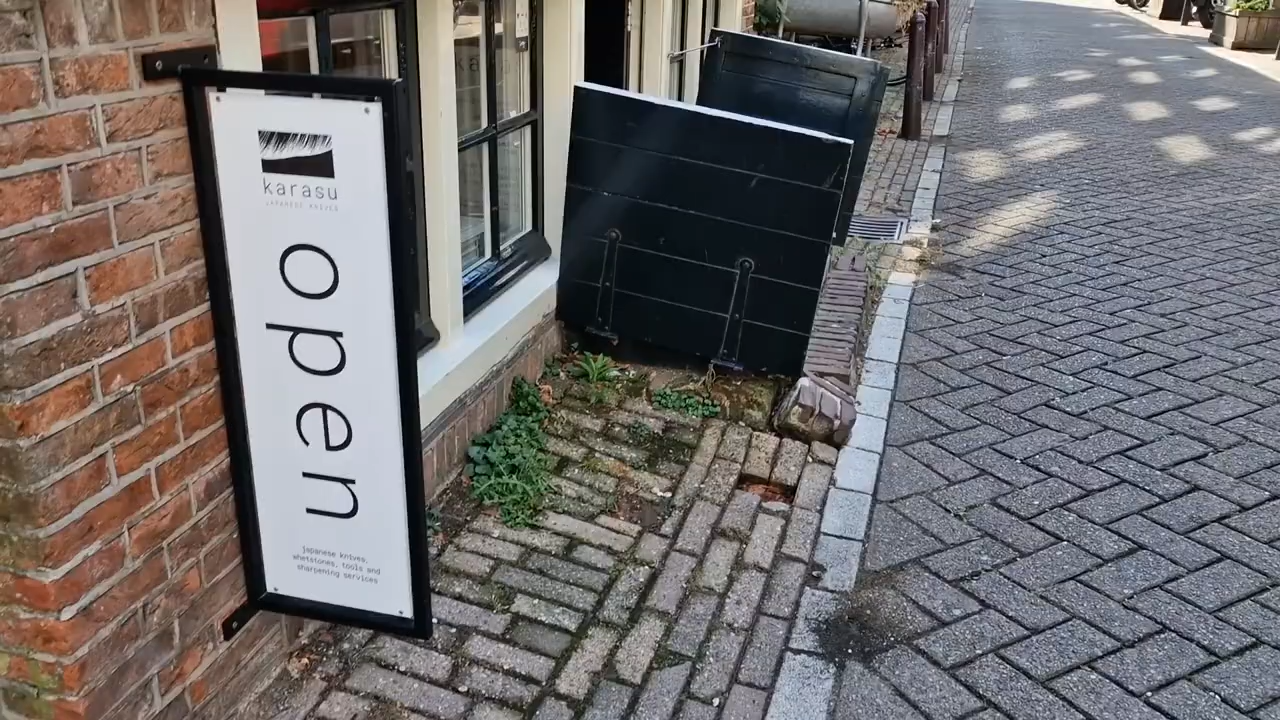 karasu
JAPANESE KNIVES
open
japanese knives,
whetstones, tools and
sharpening services